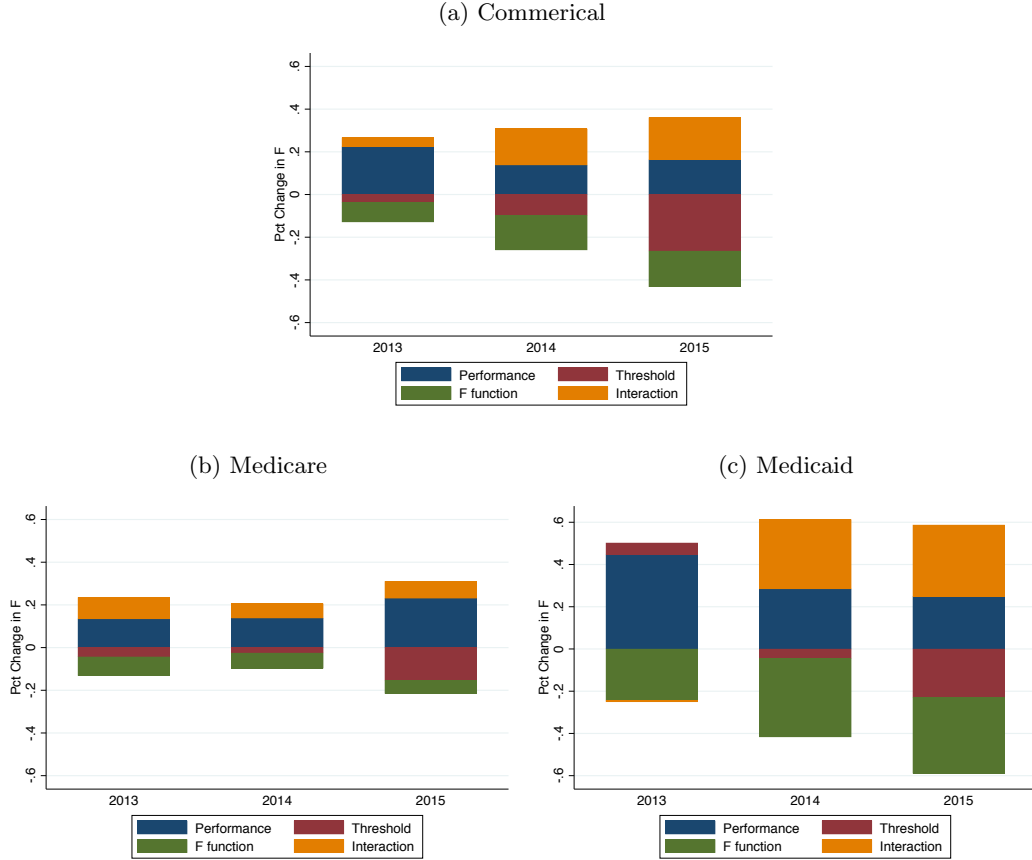 (a) Commerical
Pct Change in F
.6
.4
.2
0
-.2
-.4
-.6
2013 2014 2015
Performance Threshold
F function Interaction
(b) Medicare
Pct Change in F
.6
.4
.2
0
-.2
-.4
-.6
2013 2014 2015
Performance Threshold
F function Interaction
(c) Medicaid
Pct Change in F
.6
.4
.2
0
-.2
-.4
-.6
2013 2014 2015
Performance Threshold
F function Interaction